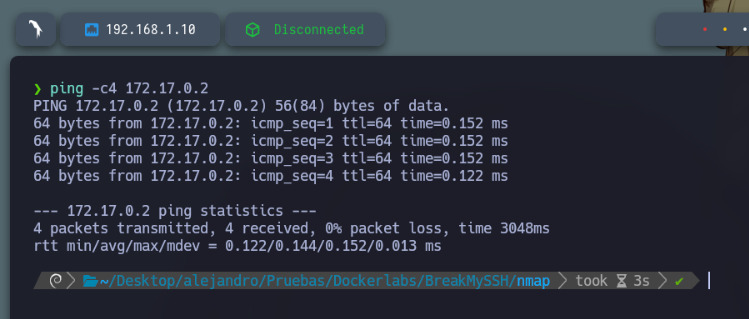 192.168.1.10
Disconnected
❯ ping -c4 172.17.0.2
PING 172.17.0.2 (172.17.0.2) 56(84) bytes of data.
64 bytes from 172.17.0.2: icmp_seq=1 ttl=64 time=0.152 ms
64 bytes from 172.17.0.2: icmp_seq=2 ttl=64 time=0.152 ms
64 bytes from 172.17.0.2: icmp_seq=3 ttl=64 time=0.152 ms
64 bytes from 172.17.0.2: icmp_seq=4 ttl=64 time=0.122 ms
--- 172.17.0.2 ping statistics ---
4 packets transmitted, 4 received, 0% packet loss, time 3048ms
rtt min/avg/max/mdev = 0.122/0.144/0.152/0.013 ms
~/Desktop/alejandro/Pruebas/Dockerlabs/BreakMySSH/nmap took 3s ✔